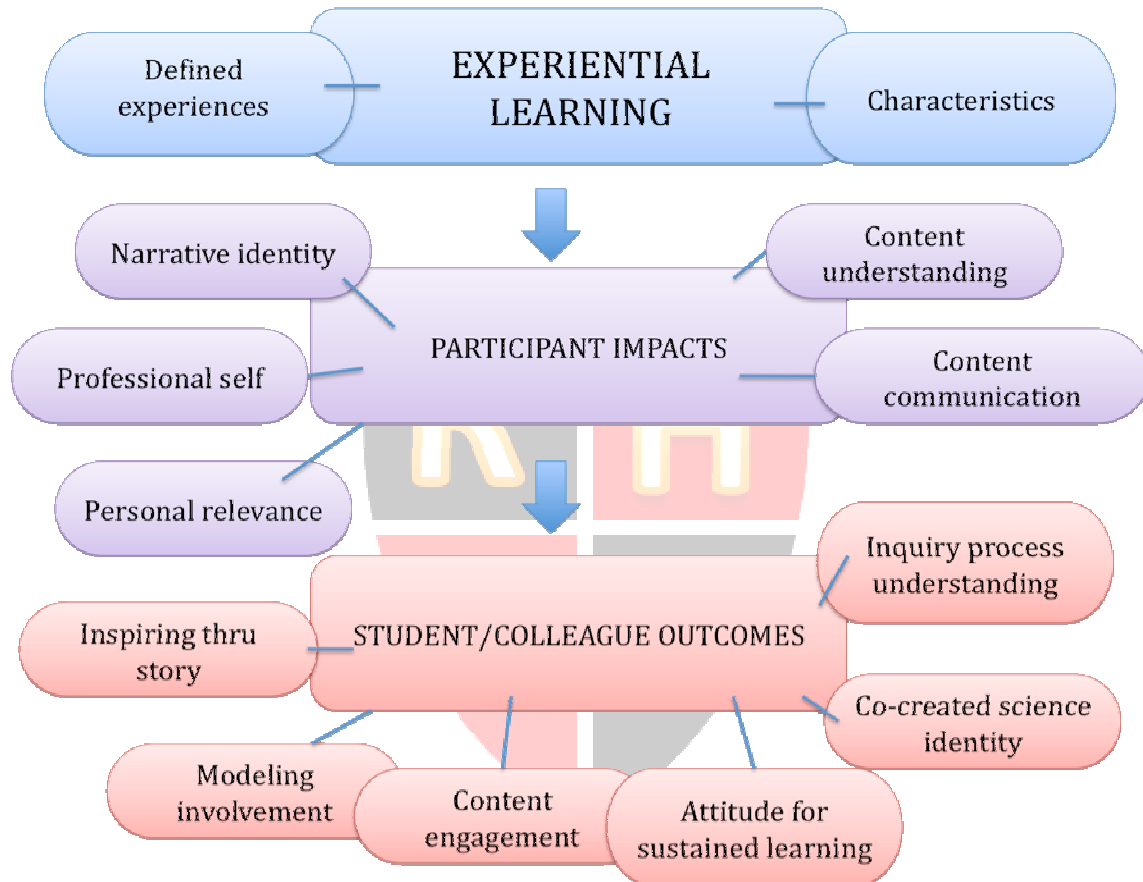 Defined
experiences
EXPERIENTIAL
LEARNING
Characteristics
Narrative identity
Content
understanding
Professional self
PARTICIPANT IMPACTS
Content
communication
Personal relevance
K H
Inquiry process
understanding
Inspiring thru
story
STUDENT/COLLEAGUE OUTCOMES
Co-created science
identity
Modeling
involvement
Content
engagement
Attitude for
sustained learning